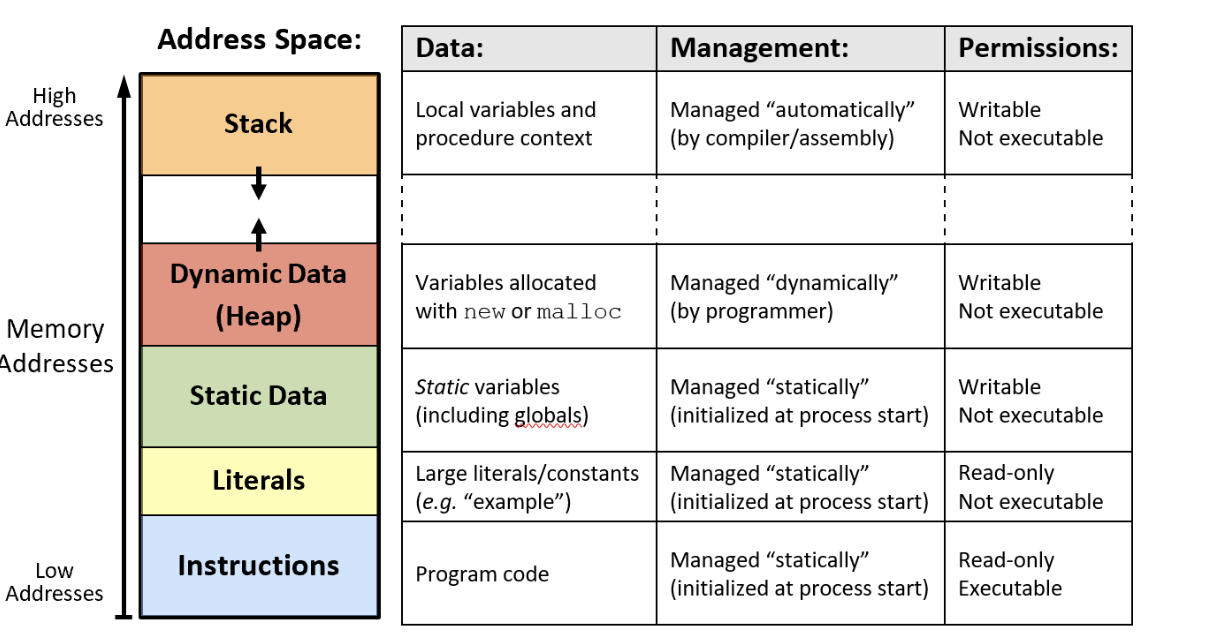 Address Space:
High
Addresses
Stack
Dynamic Data
(Heap)
Memory
Addresses
Static Data
Literals
Instructions
Low
Addresses
Data: Management: Permissions:
Local variables and
procedure context
Managed “automatically”
(by compiler/assembly)
Writable
Not executable
Variables allocated
with new or malloc
Managed “dynamically”
(by programmer)
Writable
Not executable
Static variables
(including globals)
Managed “statically”
(initialized at process start)
Writable
Not executable
Large literals/constants
(e.g. “example”)
Managed “statically”
(initialized at process start)
Read-only
Not executable
Program code
Managed “statically”
(initialized at process start)
Read-only
Executable